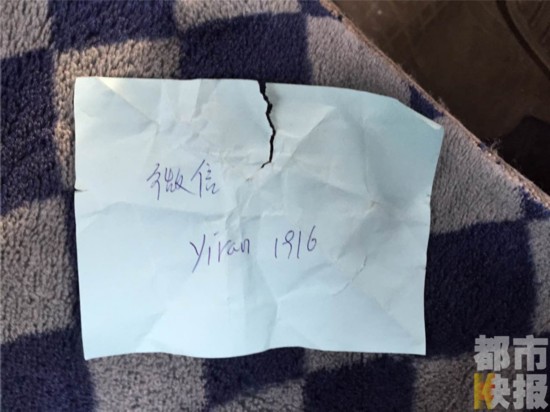 微信
yiran 1916
都市
快报